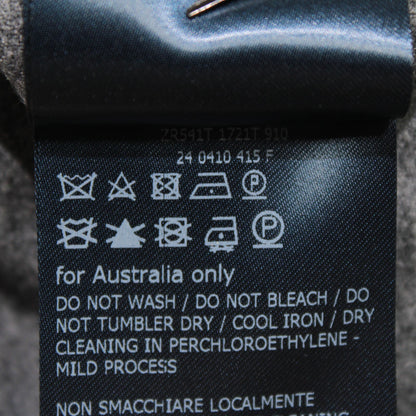 ZR541T 1721T 910
24 0410 415 F
P
P
for Australia only
DO NOT WASH / DO NOT BLEACH / DO
NOT TUMBLER DRY / COOL IRON / DRY
CLEANING IN PERCHLOROETHYLENE -
MILD PROCESS
NON SMACCHIARE LOCALMENTE